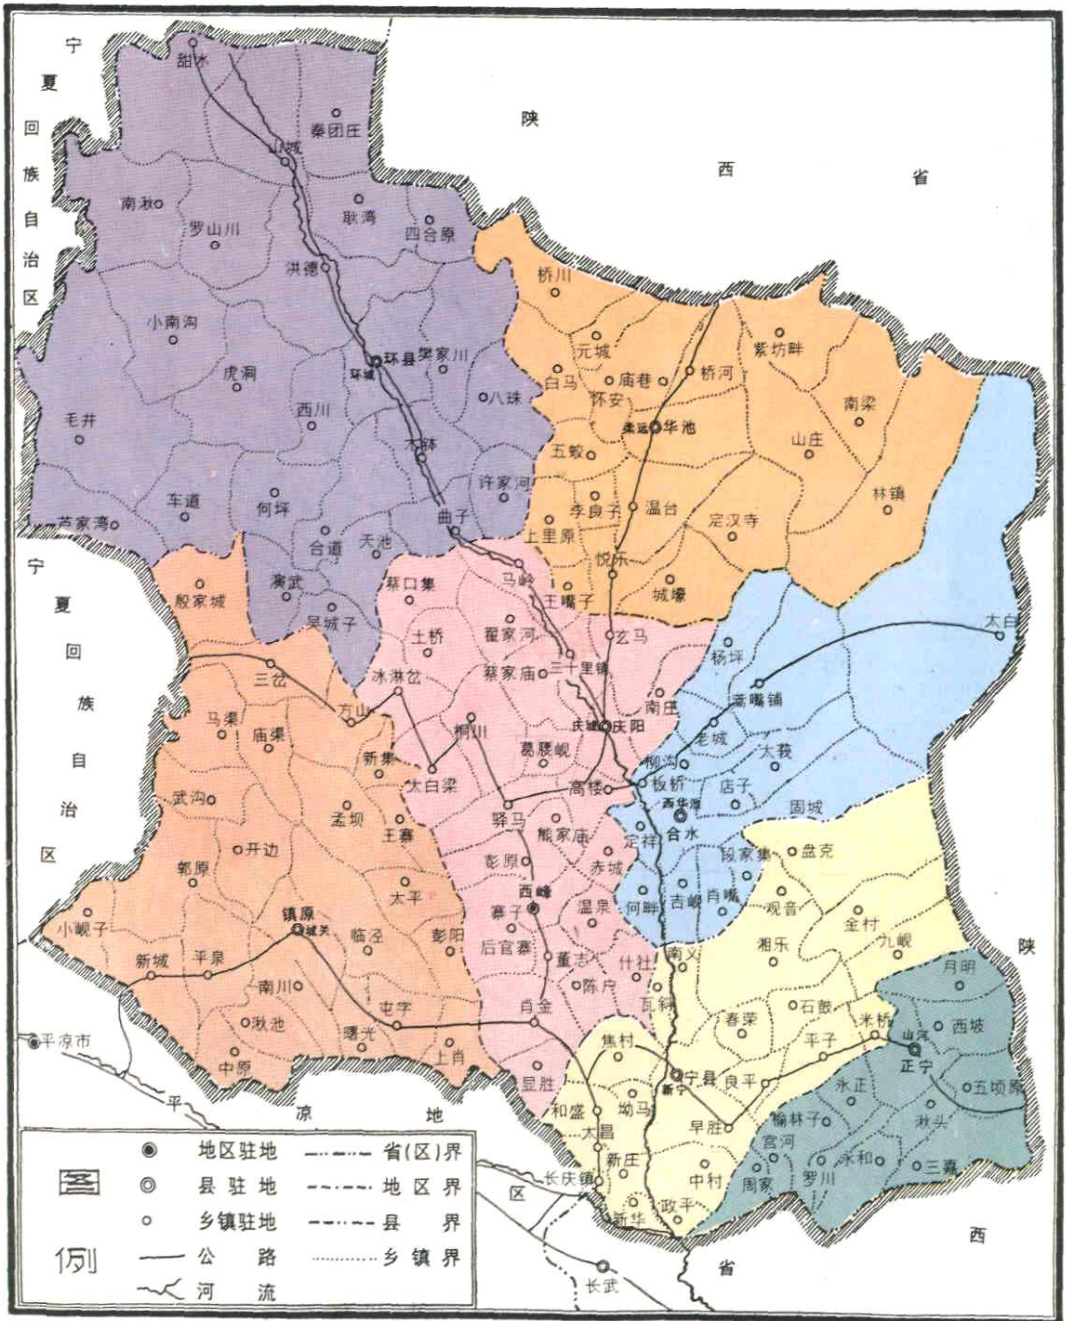 宁夏回族自治区
陕西省
甜水
秦团庄
山城
南湫
罗山川
耿湾
四合原
洪德
桥川
小南沟
元城
紫坊畔
环县
环城
樊家川
虎洞
白马
庙巷
桥河
怀安
八珠
南梁
毛井
西川
柔远
华池
木钵
五蛟
山庄
许家河
林镇
车道
何坪
李良子
温台
芦家湾
曲子
上里原
定汉寺
合道
天池
悦乐
马岭
宁夏回族自治区
殷家城
演武
蔡口集
王嘴子
城壕
吴城子
土桥
翟家河
玄马
太白
三岔
冰淋岔
蔡家庙
三十里镇
杨坪
蒿嘴铺
马渠
方山
桐川
南庄
庙渠
庆城
庆阳
老城
新集
葛崾岘
柳沟
太莪
武沟
太白梁
高楼
板桥
店子
孟坝
驿马
西华池
固城
王寨
熊家庙
定祥
合水
开边
彭原
赤城
段家集
盘克
郭原
太平
西峰
何畔
吉岘
肖嘴
观音
小岘子
镇原
城关
寨子
温泉
金村
临泾
彭阳
后官寨
湘乐
九岘
陕西省
新城
平泉
董志
什社
南义
月明
南川
陈户
瓦斜
石鼓
湫池
屯字
肖金
春荣
米桥
山河
西坡
平凉市
曙光
焦村
平子
正宁
中原
上肖
显胜
宁县
新宁
良平
永正
五顷原
平凉地区
和盛
坳马
早胜
榆林子
湫头
太昌
宫河
新庄
永和
三嘉
长庆镇
中村
周家
罗川
新华
政平
长武
图例
地区驻地
省(区)界
县驻地
地区界
乡镇驻地
县界
公路
乡镇界
河流